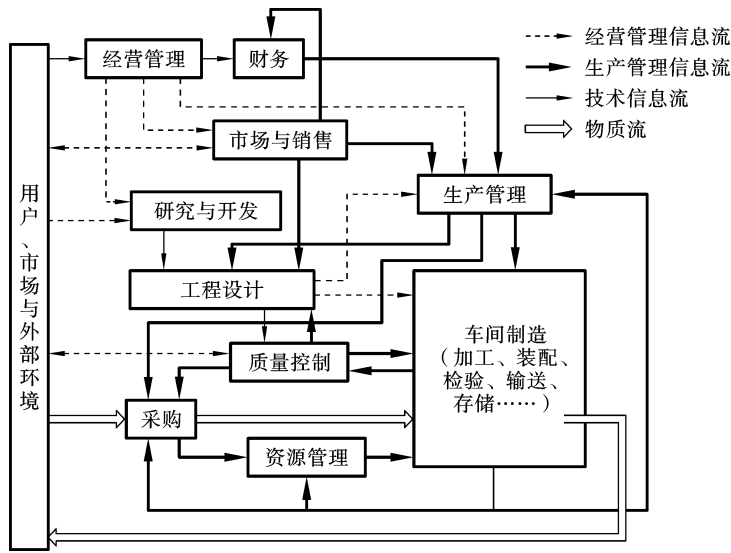 经营管理
财务
经营管理信息流
生产管理信息流
技术信息流
物质流
市场与销售
生产管理
研究与开发
用户、市场与外部环境
工程设计
车间制造
（加工、装配、
检验、输送、
存储……）
质量控制
采购
资源管理